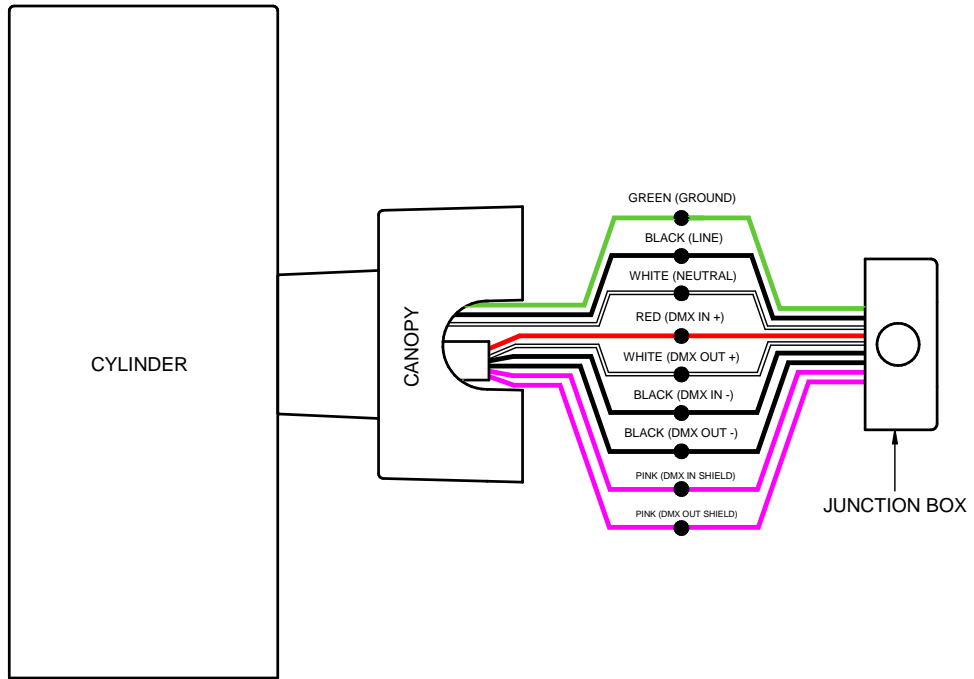 GREEN (GROUND)
BLACK (LINE)
WHITE (NEUTRAL)
RED (DMX IN +)
WHITE (DMX OUT +)
BLACK (DMX IN -)
BLACK (DMX OUT -)
PINK (DMX IN SHIELD)
PINK (DMX OUT SHIELD)
CYLINDER
CANOPY
JUNCTION BOX